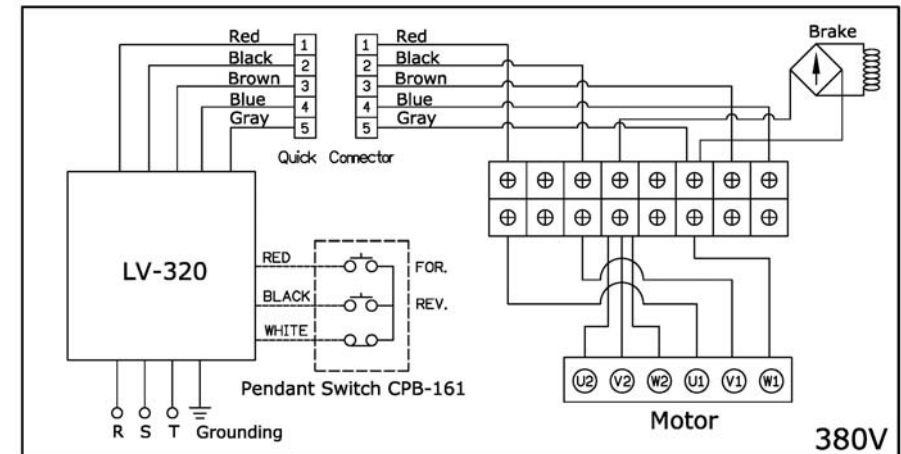 Red
Black
Brown
Blue
Gray
1
2
3
4
5
1
2
3
4
5
Red
Black
Brown
Blue
Gray
Quick Connector
Brake
LV-320
RED
BLACK
WHITE
FOR.
REV.
Pendant Switch CPB-161
R S T Grounding
U2 V2 W2 U1 V1 W1
Motor
380V